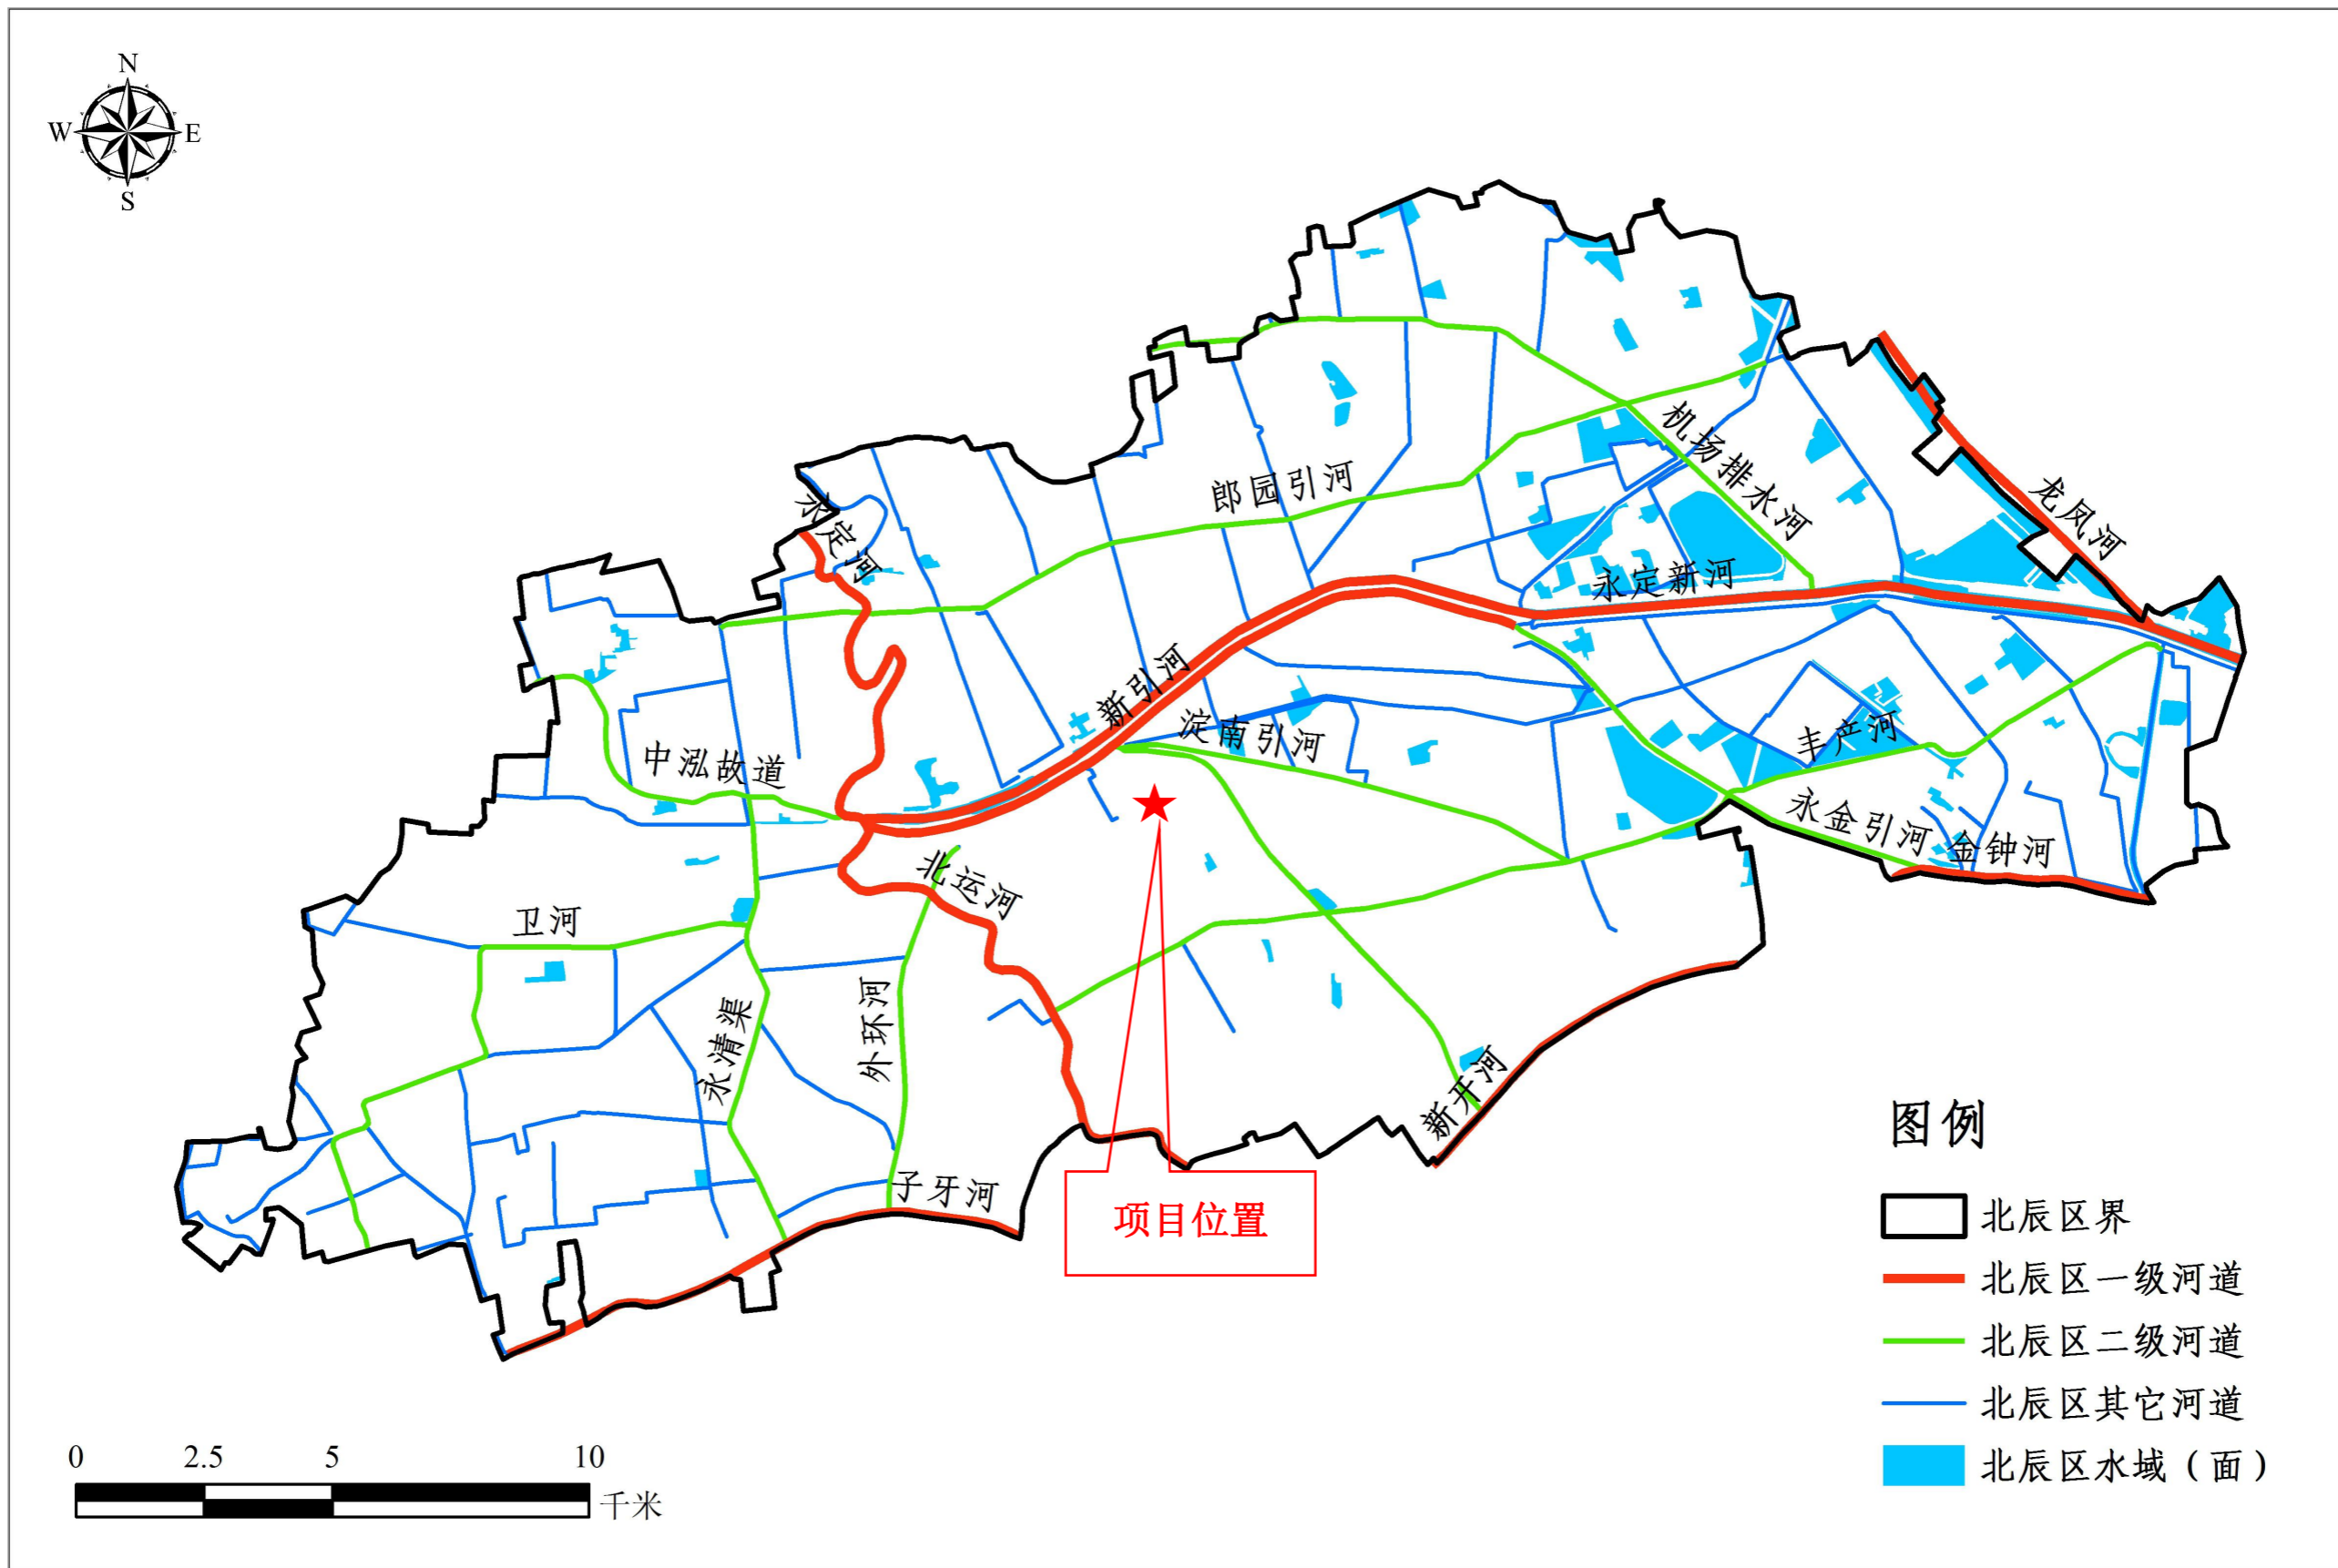 N
W
E
S
永定河
郎园引河
机场排水河
龙凤河
永定新河
新引河
淀南引河
中泓故道
丰产河
永金引河
金钟河
北运河
卫河
永清渠
外环河
新开河
子牙河
项目位置
图例
北辰区界
北辰区一级河道
北辰区二级河道
北辰区其它河道
北辰区水域（面）
0 2.5 5 10
千米